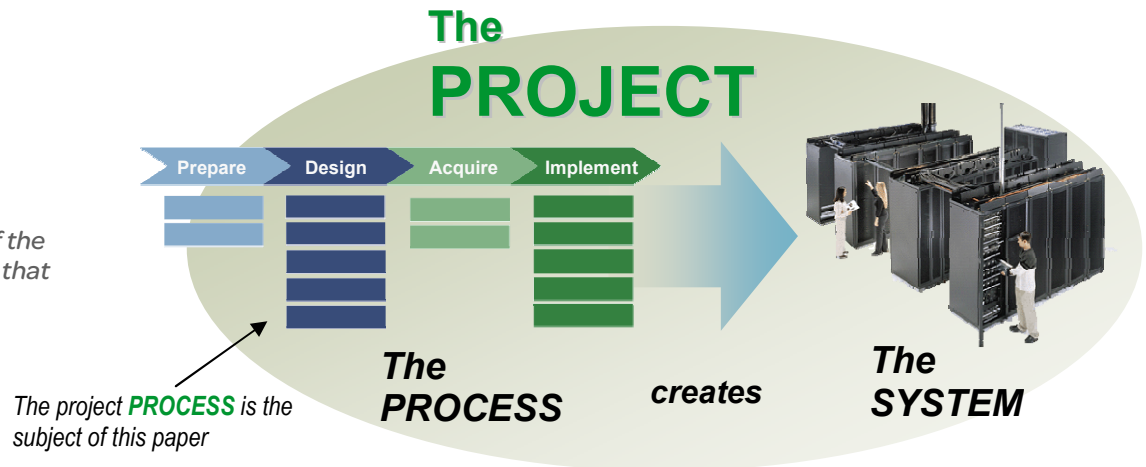 The
PROJECT
Prepare Design Acquire Implement
f the
that
The
PROCESS
creates
The
SYSTEM
The project PROCESS is the
subject of this paper